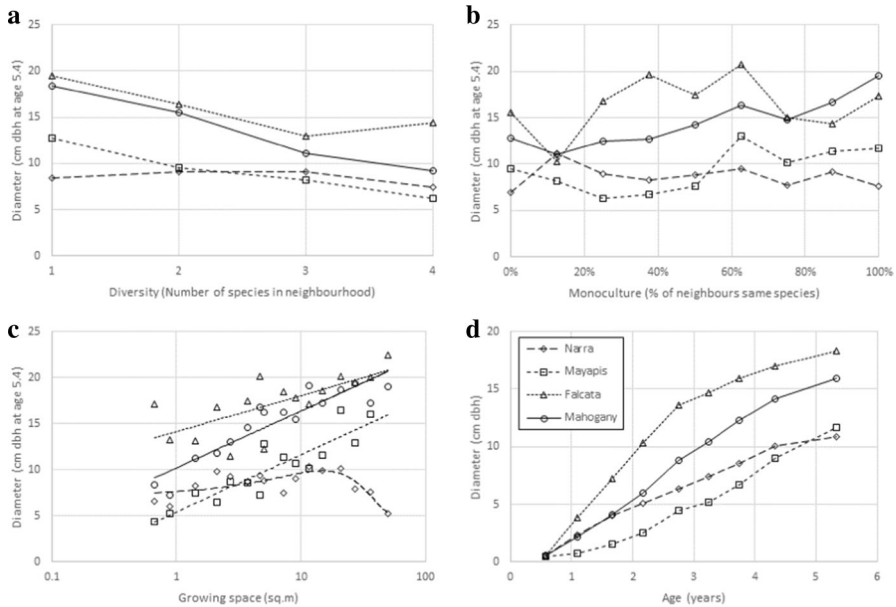 a
25
20
15
10
5
0
Diameter (cm dbh at age 5.4)
1 2 3 4
Diversity (Number of species in neighbourhood)
b
25
20
15
10
5
0
Diameter (cm dbh at age 5.4)
0% 20% 40% 60% 80% 100%
Monoculture (% of neighbours same species)
c
25
20
15
10
5
0
Diameter (cm dbh at age 5.4)
0.1 1 10 100
Growing space (sq.m)
d
20
15
10
5
0
Diameter (cm dbh)
Narra
Mayapis
Falcata
Mahogany
0 1 2 3 4 5 6
Age (years)